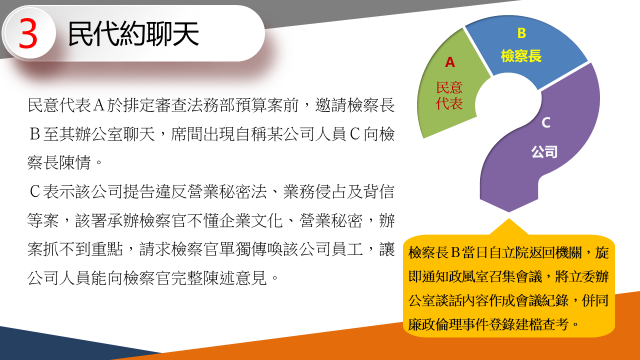 3 民代約聊天
民意代表Ａ於排定審查法務部預算案前，邀請檢察長
Ｂ至其辦公室聊天，席間出現自稱某公司人員Ｃ向檢
察長陳情。
Ｃ表示該公司提告違反營業秘密法、業務侵占及背信
等案，該署承辦檢察官不懂企業文化、營業秘密，辦
案抓不到重點，請求檢察官單獨傳喚該公司員工，讓
公司人員能向檢察官完整陳述意見。
A
民意
代表
B
檢察長
C
公司
檢察長Ｂ當日自立院返回機關，旋
即通知政風室召集會議，將立委辦
公室談話內容作成會議紀錄，併同
廉政倫理事件登錄建檔查考。